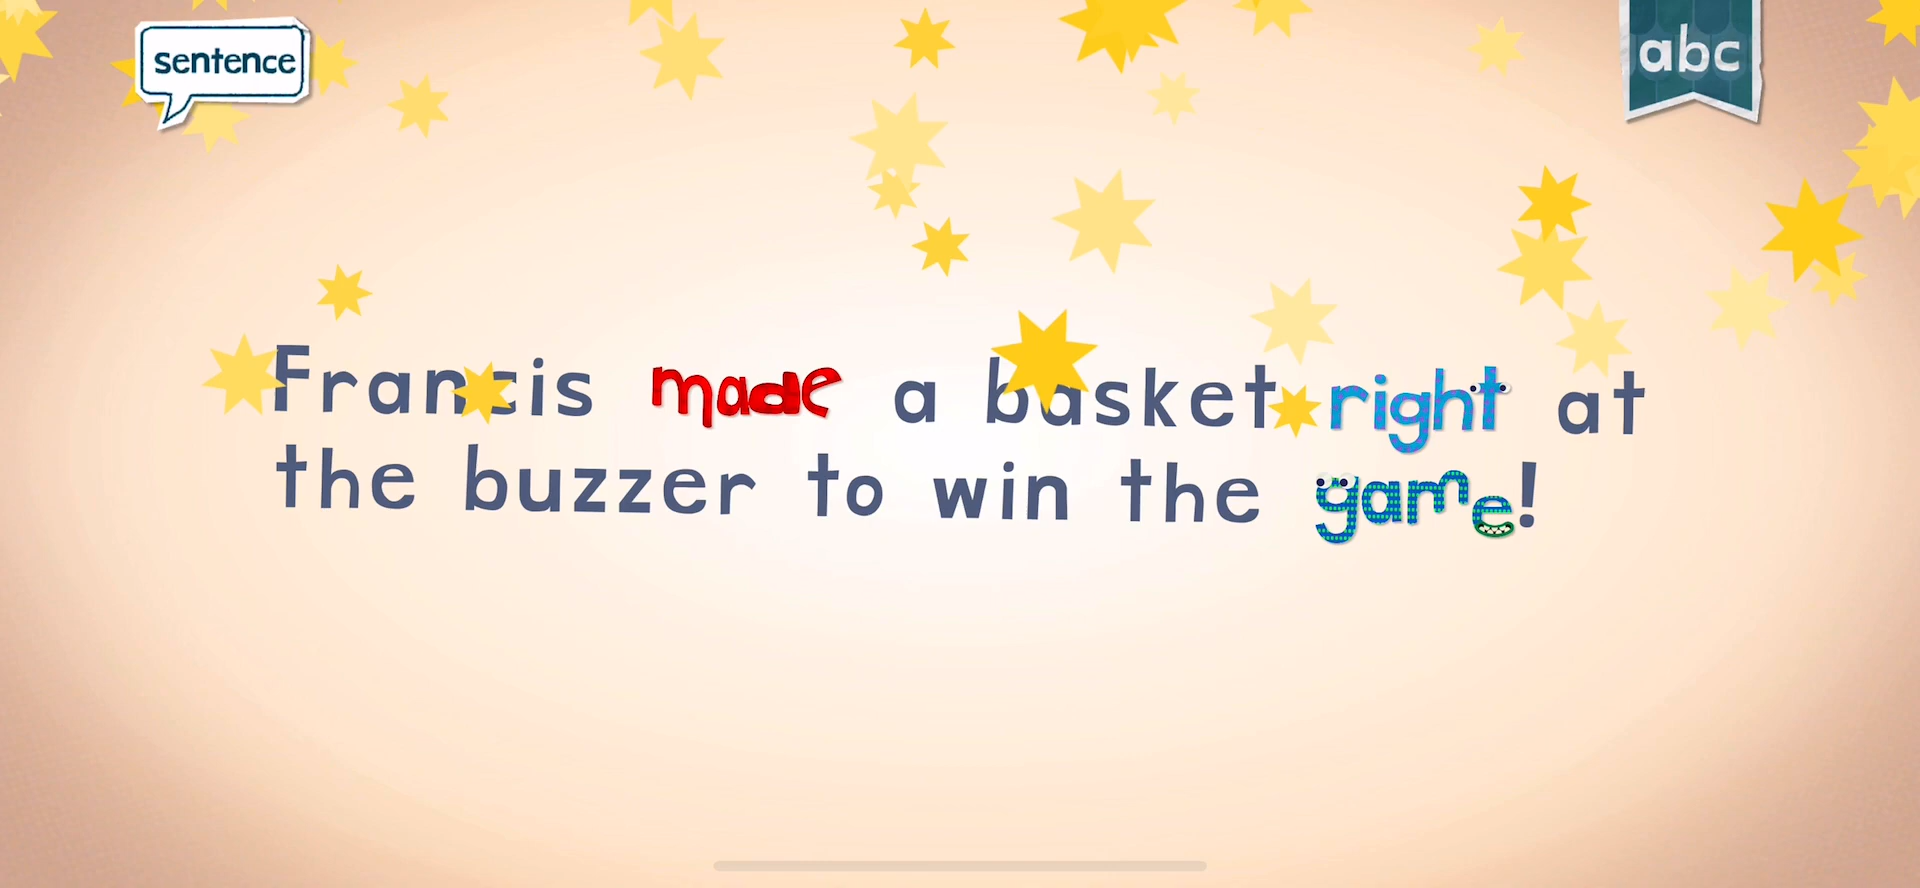 sentence
abc
Francis made a basket right at
the buzzer to win the game!